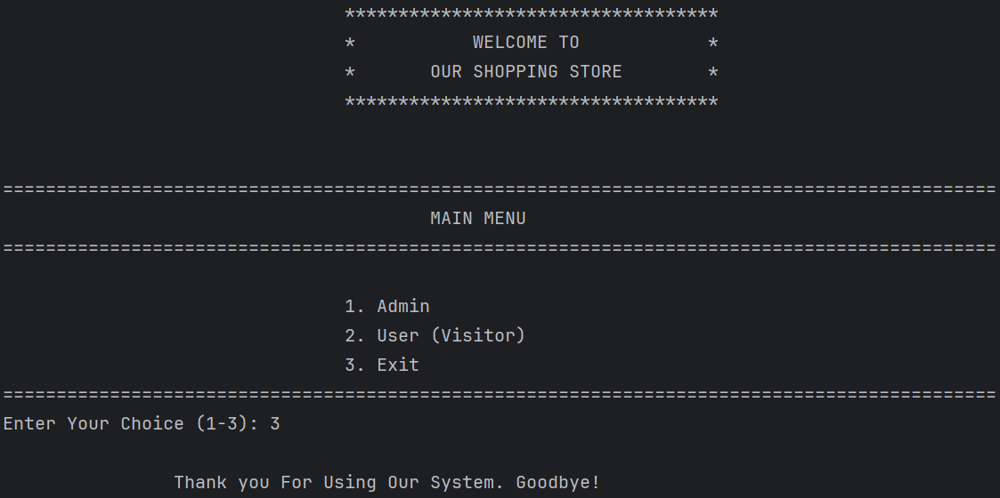 ***********************************
*           WELCOME TO            *
*       OUR SHOPPING STORE        *
***********************************
=============================================================================================
MAIN MENU
=============================================================================================
1. Admin
2. User (Visitor)
3. Exit
=============================================================================================
Enter Your Choice (1-3): 3
Thank you For Using Our System. Goodbye!